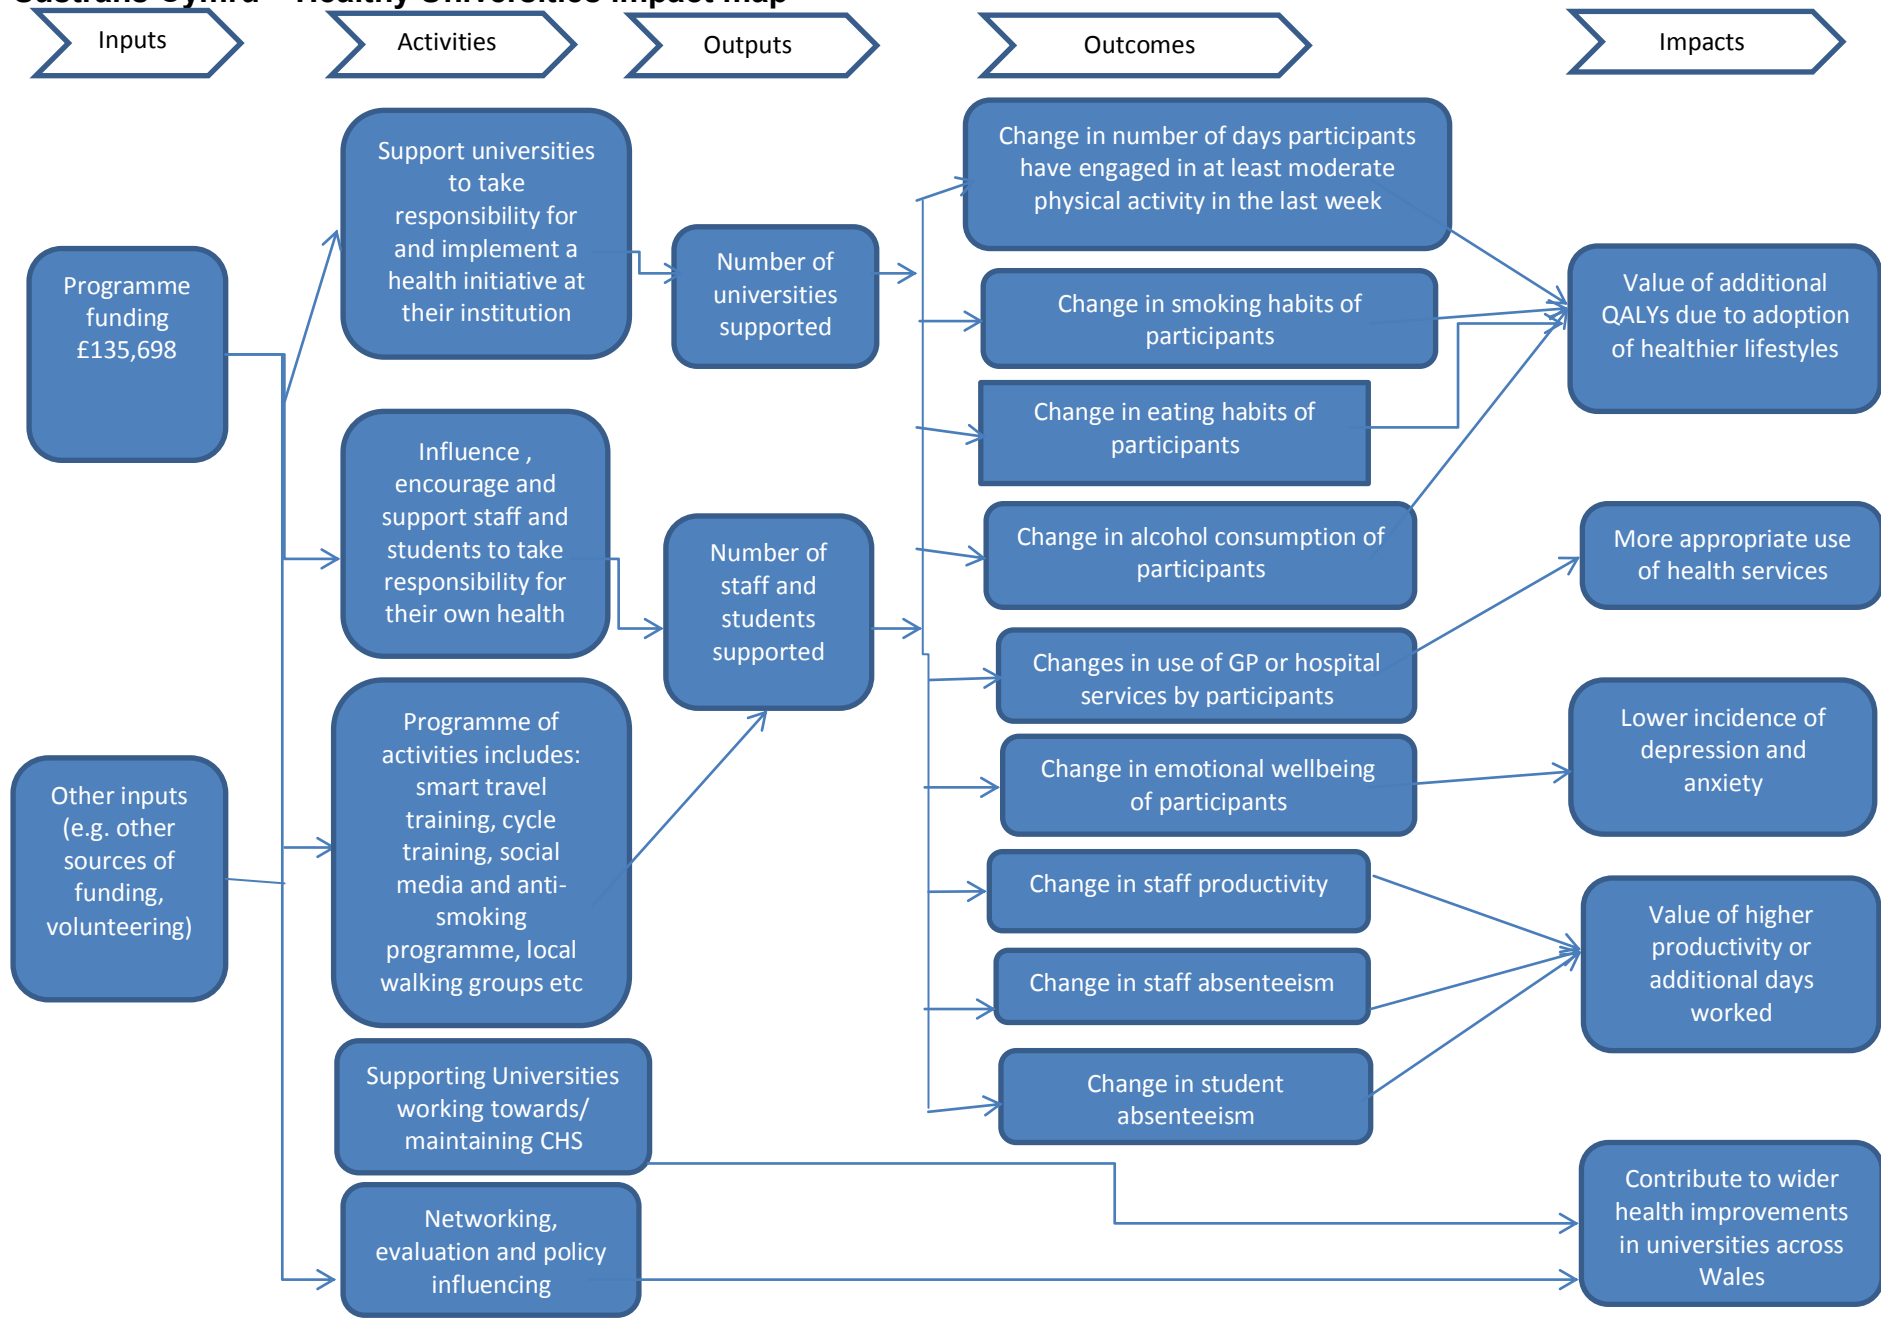 Sustrans Cymru – Healthy Universities impact map
Inputs
Activities
Outputs
Outcomes
Impacts
Programme
funding
£135,698
Other inputs
(e.g. other
sources of
funding,
volunteering)
Support universities
to take
responsibility for
and implement a
health initiative at
their institution
Influence ,
encourage and
support staff and
students to take
responsibility for
their own health
Programme of
activities includes:
smart travel
training, cycle
training, social
media and anti-
smoking
programme, local
walking groups etc
Supporting Universities
working towards/
maintaining CHS
Networking,
evaluation and policy
influencing
Number of
universities
supported
Number of
staff and
students
supported
Change in number of days participants
have engaged in at least moderate
physical activity in the last week
Change in smoking habits of
participants
Change in eating habits of
participants
Change in alcohol consumption of
participants
Changes in use of GP or hospital
services by participants
Change in emotional wellbeing
of participants
Change in staff productivity
Change in staff absenteeism
Change in student
absenteeism
Value of additional
QALYs due to adoption
of healthier lifestyles
More appropriate use
of health services
Lower incidence of
depression and
anxiety
Value of higher
productivity or
additional days
worked
Contribute to wider
health improvements
in universities across
Wales